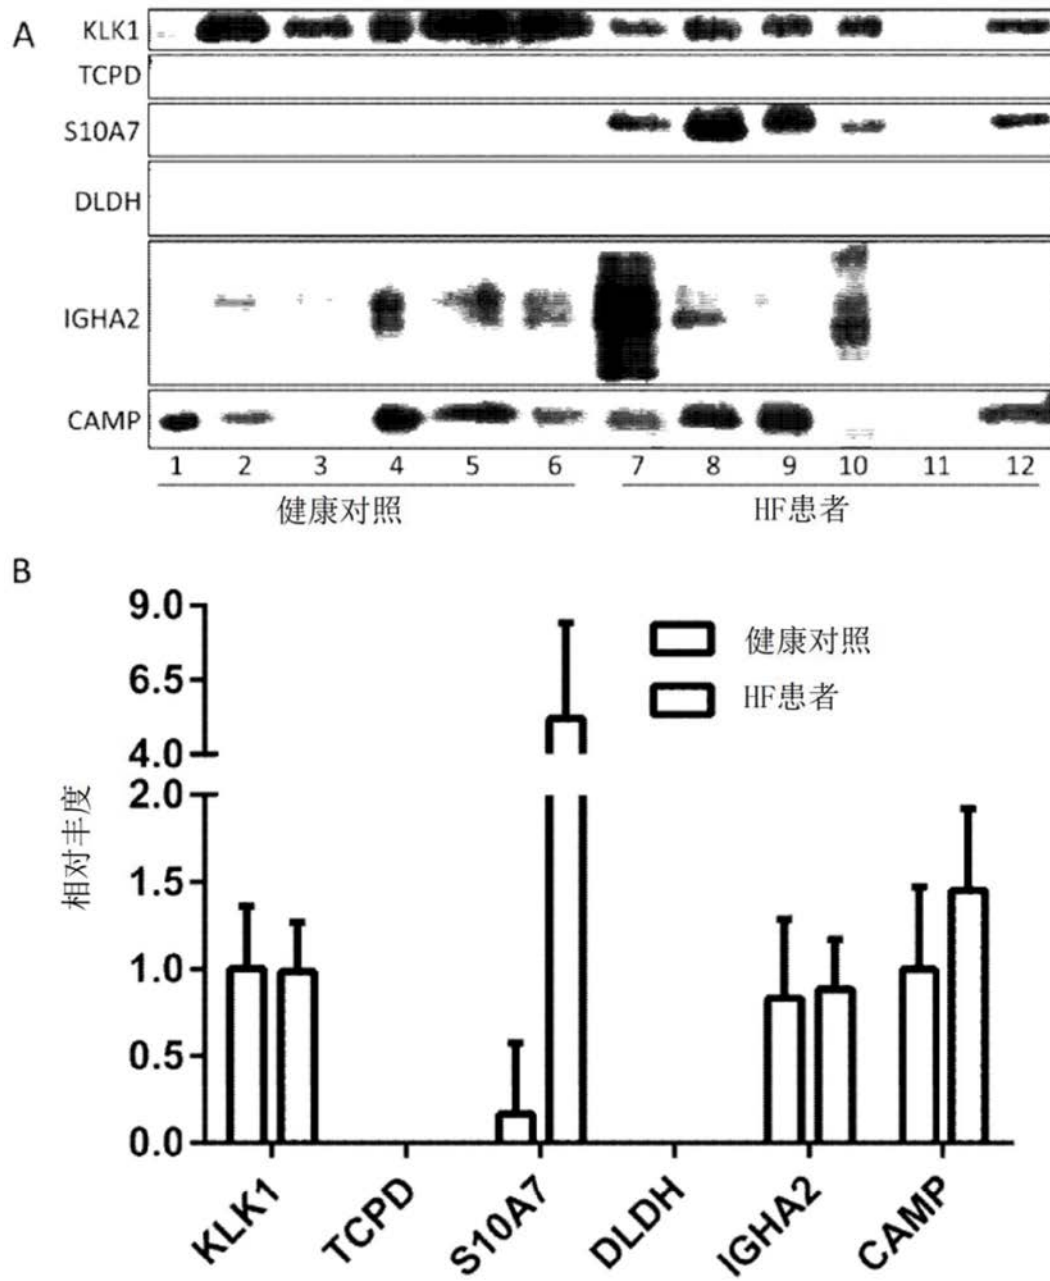 A
KLK1
TCPD
S10A7
DLDH
IGHA2
CAMP
1 2 3 4 5 6 7 8 9 10 11 12
健康对照 HF患者
B
9.0
6.5
4.0
2.0
1.5
1.0
0.5
0.0
相对丰度
健康对照
HF患者
KLK1 TCPD S10A7 DLDH IGHA2 CAMP